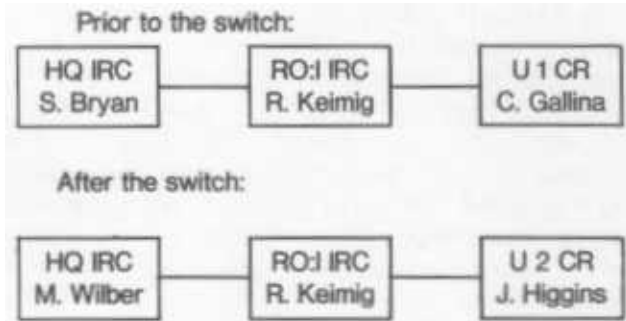 Prior to the switch:
HQ IRC
S. Bryan
RO:I IRC
R. Keimig
U 1 CR
C. Gallina
After the switch:
HQ IRC
M. Wilber
RO:I IRC
R. Keimig
U 2 CR
J. Higgins